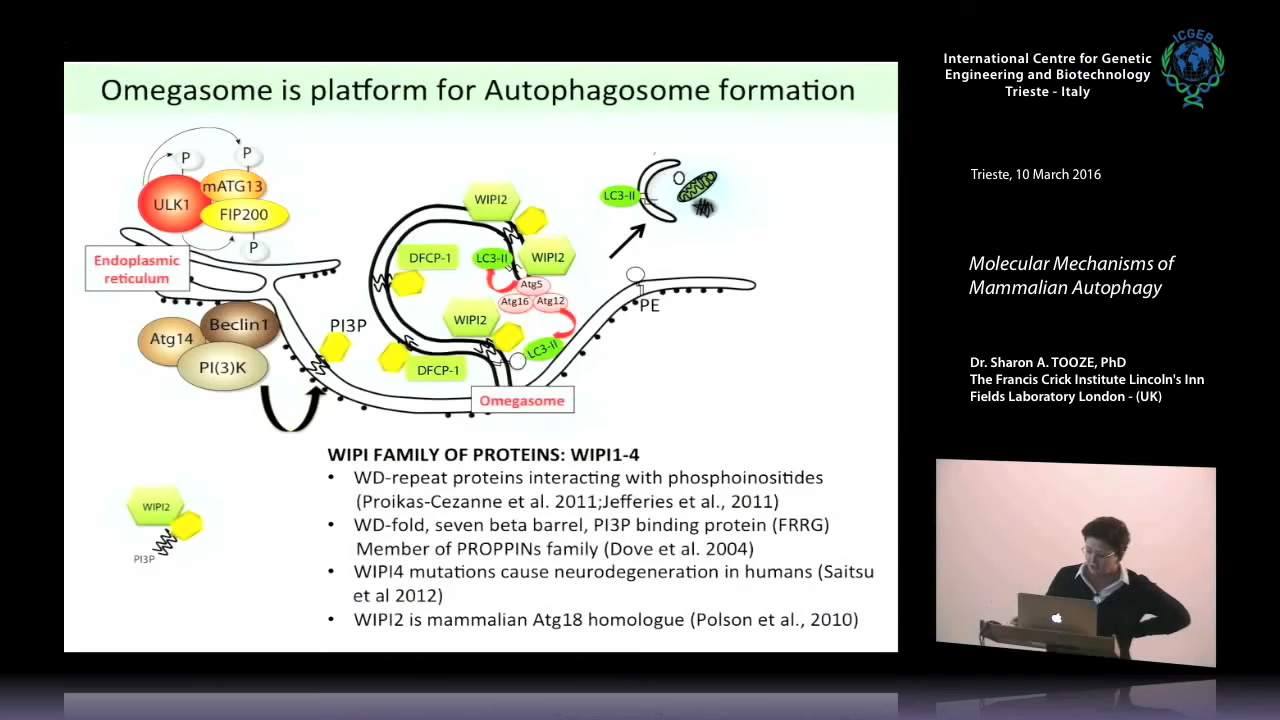 Omegasome is platform for Autophagosome formation
P
P
ULK1
mATG13
FIP200
P
Endoplasmic
reticulum
Beclin1
Atg14
PI(3)K
PI3P
WIPI2
DFCP-1
LC3-II
WIPI2
Atg5
Atg16
Atg12
WIPI2
LC3-II
DFCP-1
Omegasome
LC3-II
PE
WIPI2
PI3P
WIPI FAMILY OF PROTEINS: WIPI1-4
• WD-repeat proteins interacting with phosphoinositides
(Proikas-Cezanne et al. 2011;Jefferies et al., 2011)
• WD-fold, seven beta barrel, PI3P binding protein (FRRG)
Member of PROPPINs family (Dove et al. 2004)
• WIPI4 mutations cause neurodegeneration in humans (Saitsu
et al 2012)
• WIPI2 is mammalian Atg18 homologue (Polson et al., 2010)
International Centre for Genetic
Engineering and Biotechnology
Trieste - Italy
ICGEB
Trieste, 10 March 2016
Molecular Mechanisms of
Mammalian Autophagy
Dr. Sharon A. TOOZE, PhD
The Francis Crick Institute Lincoln's Inn
Fields Laboratory London - (UK)